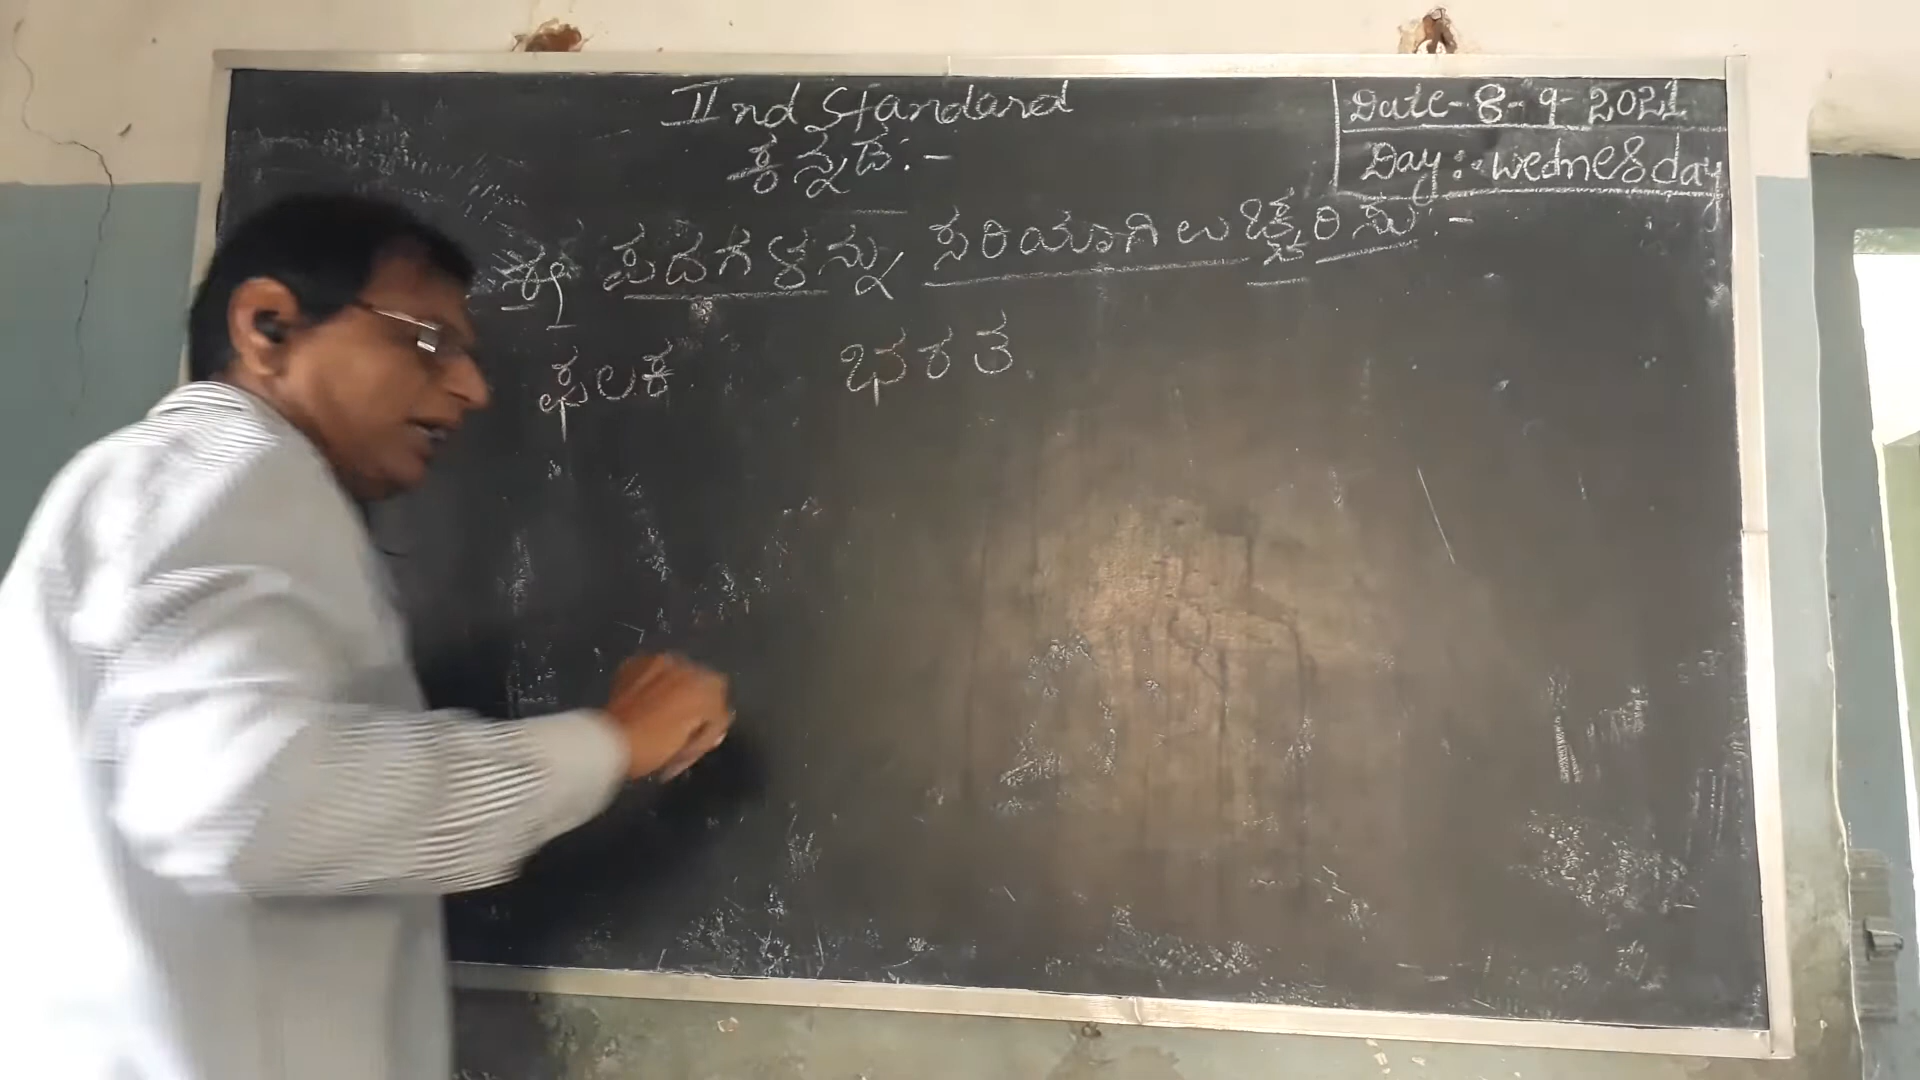 IInd Standard
Date - 8-9-2021
ಕನ್ನಡ:-
Day:- wednesday
ಈ ಪದಗಳನ್ನು ಸರಿಯಾಗಿ ಉಚ್ಚರಿಸು:-
ಫಲಕ ಭರತ